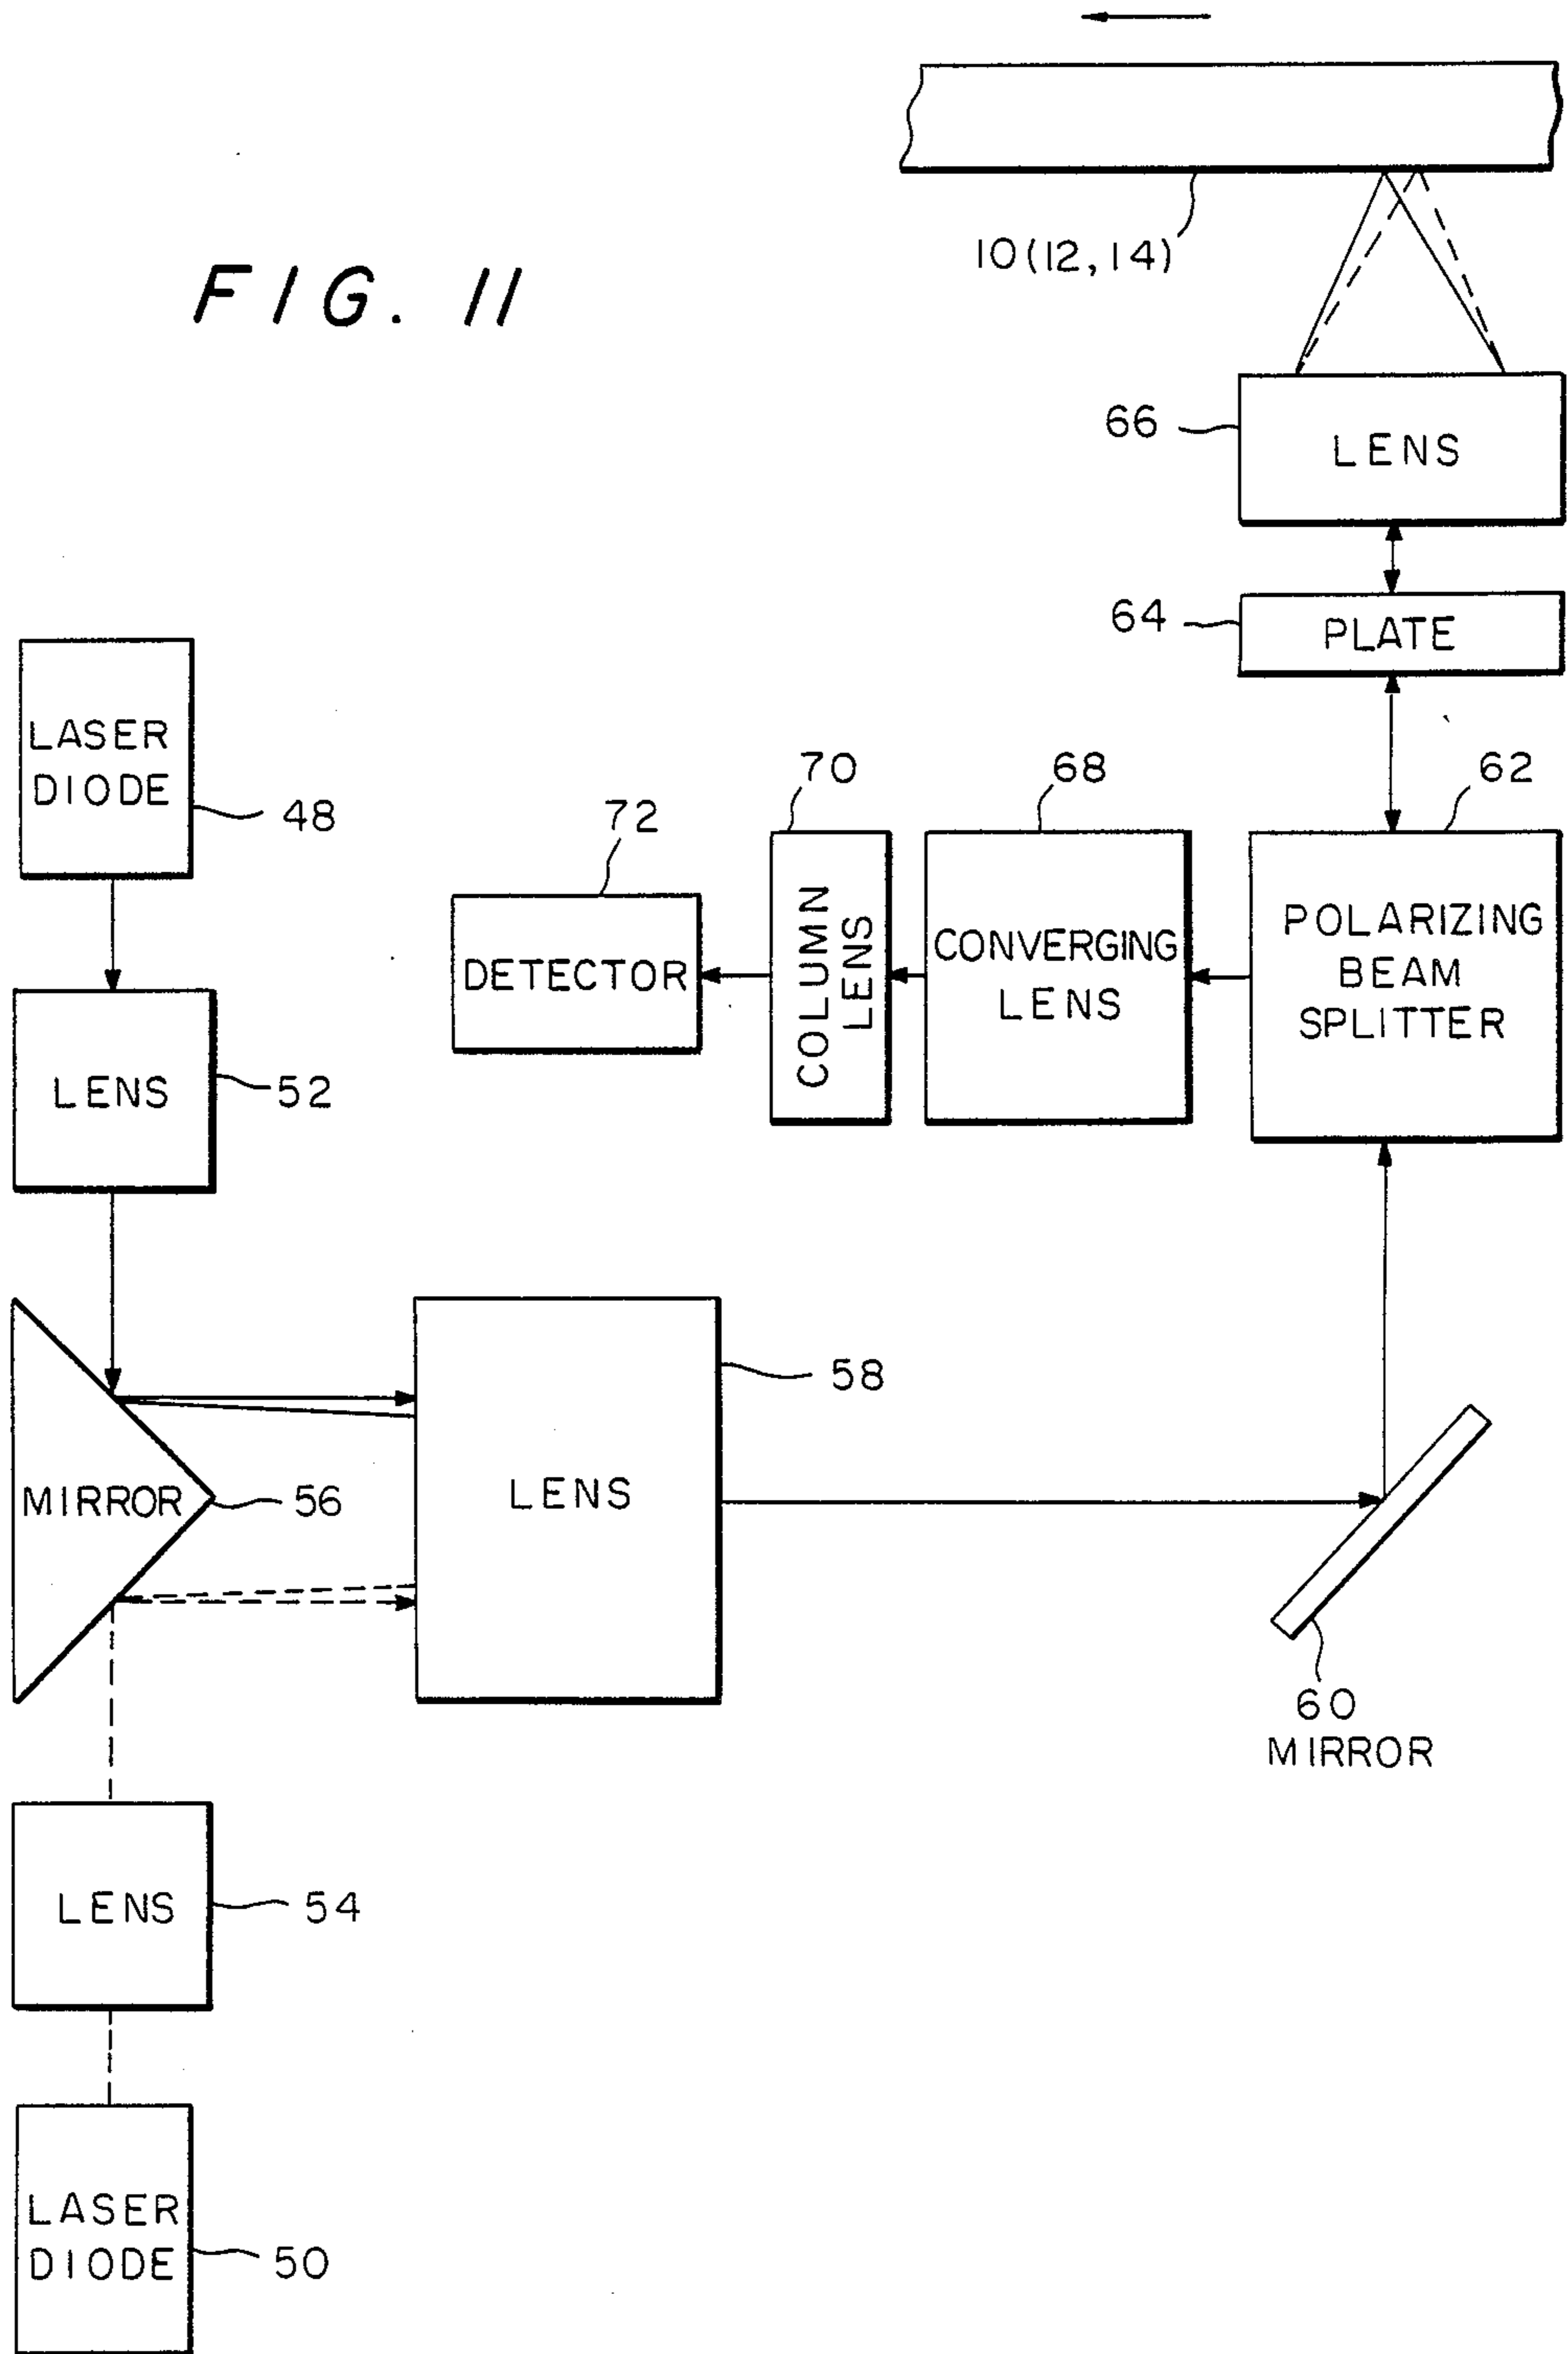 FIG. 11
10(12,14)
66
LENS
64
PLATE
LASER
DIODE
48
72
70
68
62
DETECTOR
COLUMN
LENS
CONVERGING
LENS
POLARIZING
BEAM
SPLITTER
LENS
52
58
MIRROR
56
LENS
60
MIRROR
LENS
54
LASER
DIODE
50